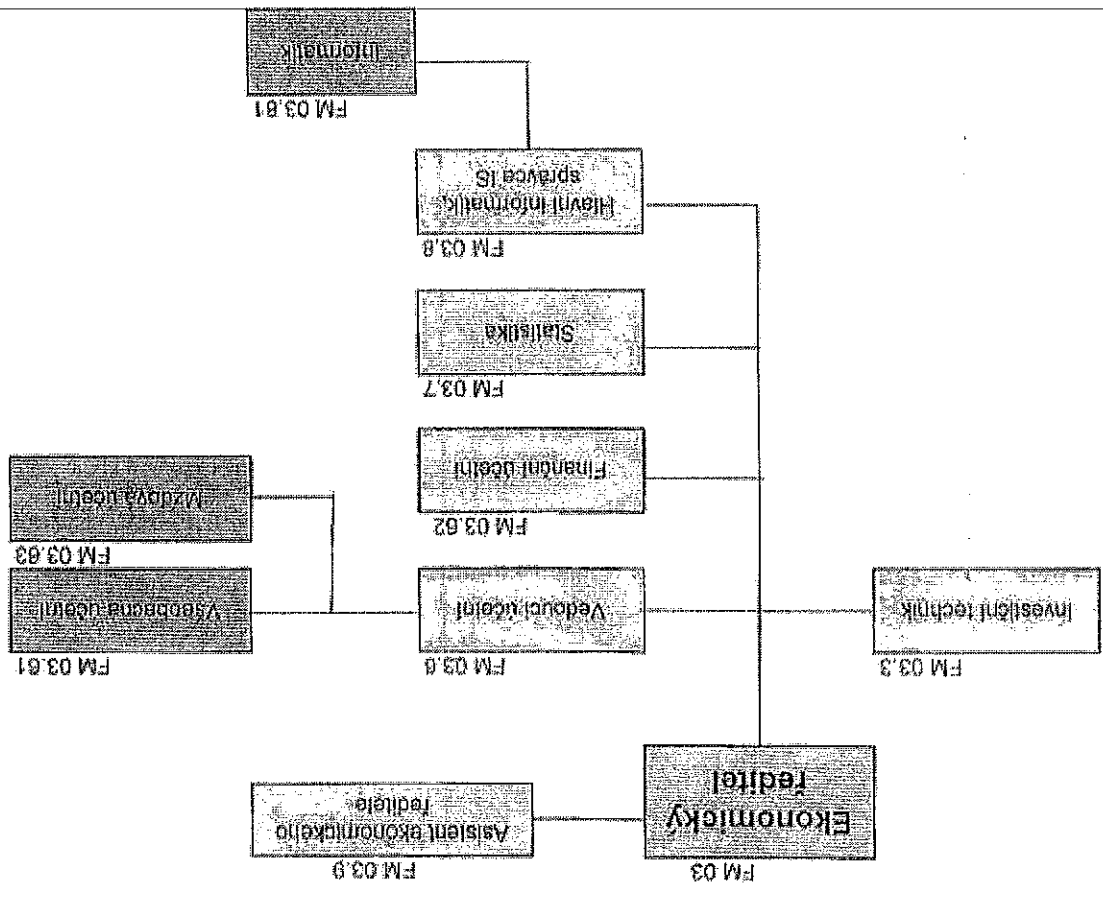 FM 03
Ekonomický
ředitel
FM 03.9
Asistent ekonomického
ředitele
FM 03.3
Investiční technik
FM 03.6
Vedoucí účetní
FM 03.61
Všeobecná účetní
FM 03.63
Mzdová účetní
FM 03.62
Finanční účetní
FM 03.7
Statistika
FM 03.8
Hlavní informatik,
správce IS
FM 03.81
Informatik